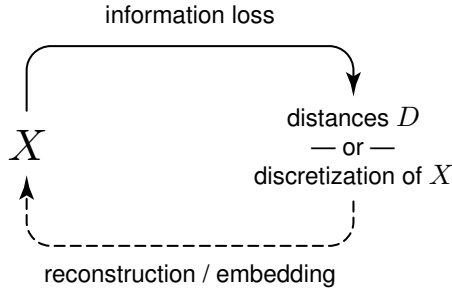 information loss
X
distances D
— or —
discretization of X
reconstruction / embedding